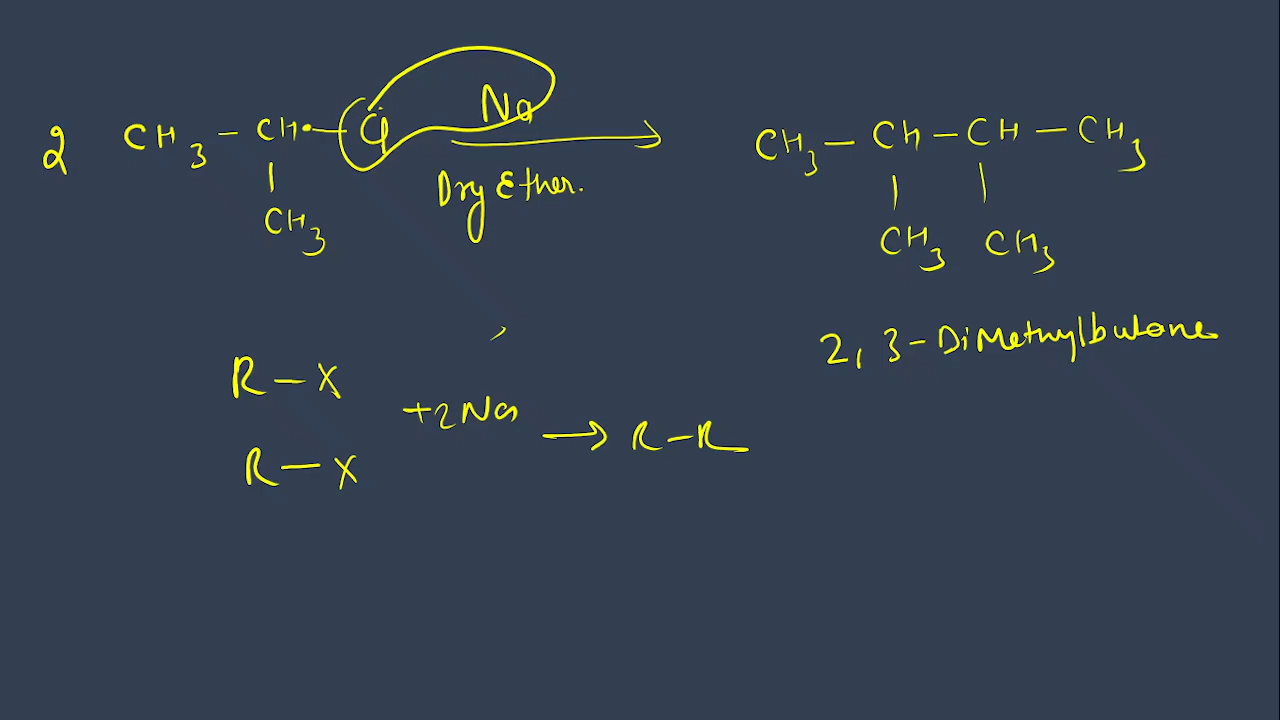 2 CH3 - CH - Cl Na CH3 - Ch - CH - CH3
Dry Ether.
CH3 CH3 CH3
2, 3-DiMethylbutane
R - X
+2Na → R-R
R - X